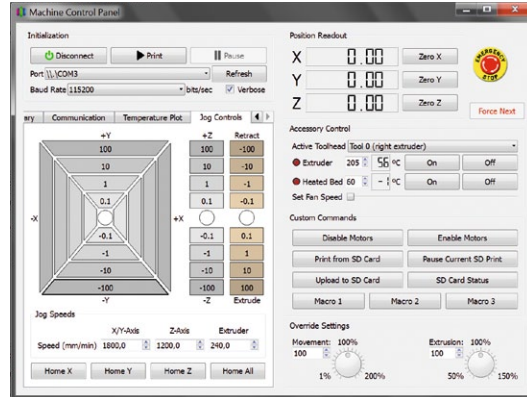 Machine Control Panel
Initialization
Disconnect
Print
Pause
Port \\.\COM3
Refresh
Baud Rate 115200
bits/sec
Verbose
ary
Communication
Temperature Plot
Jog Controls
+Y
+Z
Retract
100
100
-100
10
10
-10
1
1
-1
0.1
0.1
-0.1
-X
+X
-0.1
-0.1
0.1
-1
-1
1
-10
-10
10
-100
-100
100
-Y
-Z
Extrude
Jog Speeds
X/Y-Axis
Z-Axis
Extruder
Speed (mm/min)
1800,0
1200,0
240,0
Home X
Home Y
Home Z
Home All
Position Readout
X
0.00
Zero X
Y
0.00
Zero Y
Z
0.00
Zero Z
EMERGENCY
STOP
Force Next
Accessory Control
Active Toolhead Tool 0 (right extruder)
Extruder
205
56 ºC
On
Off
Heated Bed
60
-1 ºC
On
Off
Set Fan Speed
Custom Commands
Disable Motors
Enable Motors
Print from SD Card
Pause Current SD Print
Upload to SD Card
SD Card Status
Macro 1
Macro 2
Macro 3
Override Settings
Movement: 100%
Extrusion: 100%
100
100
1%
200%
50%
150%